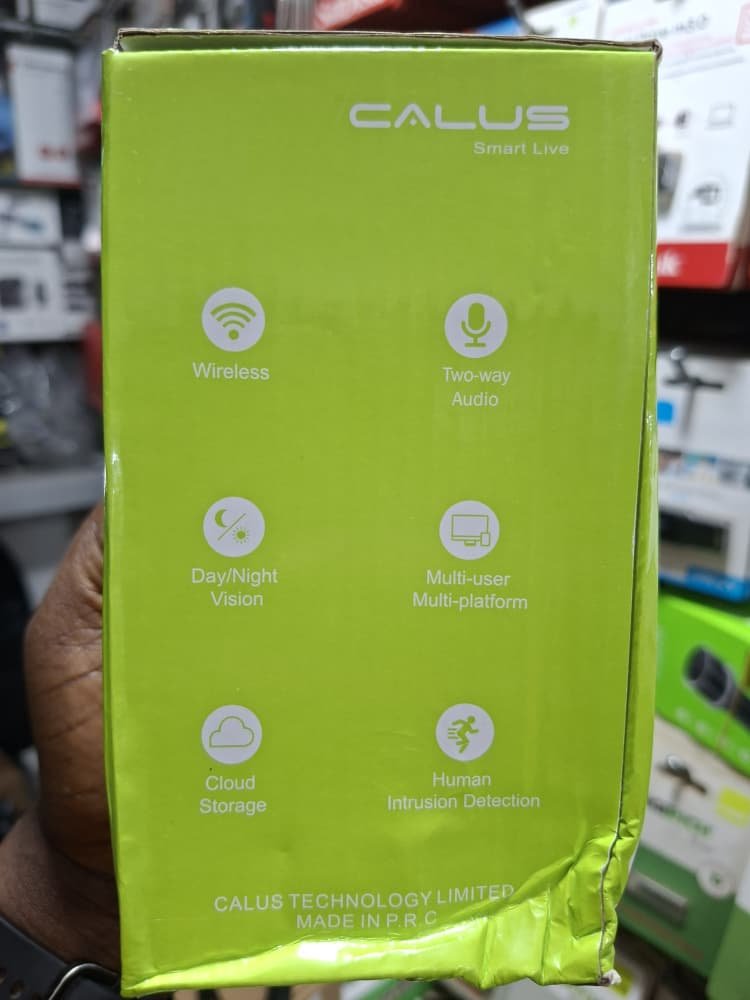 CALUS
Smart Live
Wireless
Two-way
Audio
Day/Night
Vision
Multi-user
Multi-platform
Cloud
Storage
Human
Intrusion Detection
CALUS TECHNOLOGY LIMITED
MADE IN P.R.C